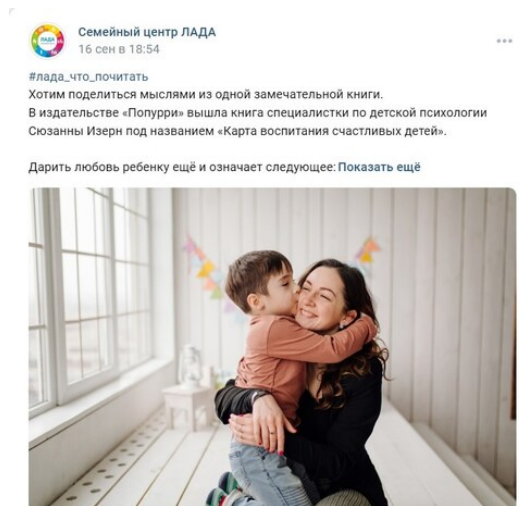 Семейный центр ЛАДА
16 сен в 18:54
#лада_что_почитать
Хотим поделиться мыслями из одной замечательной книги.
В издательстве «Попурри» вышла книга специалистки по детской психологии
Сюзанны Изерн под названием «Карта воспитания счастливых детей».
Дарить любовь ребенку ещё и означает следующее: Показать ещё
ЛАДА